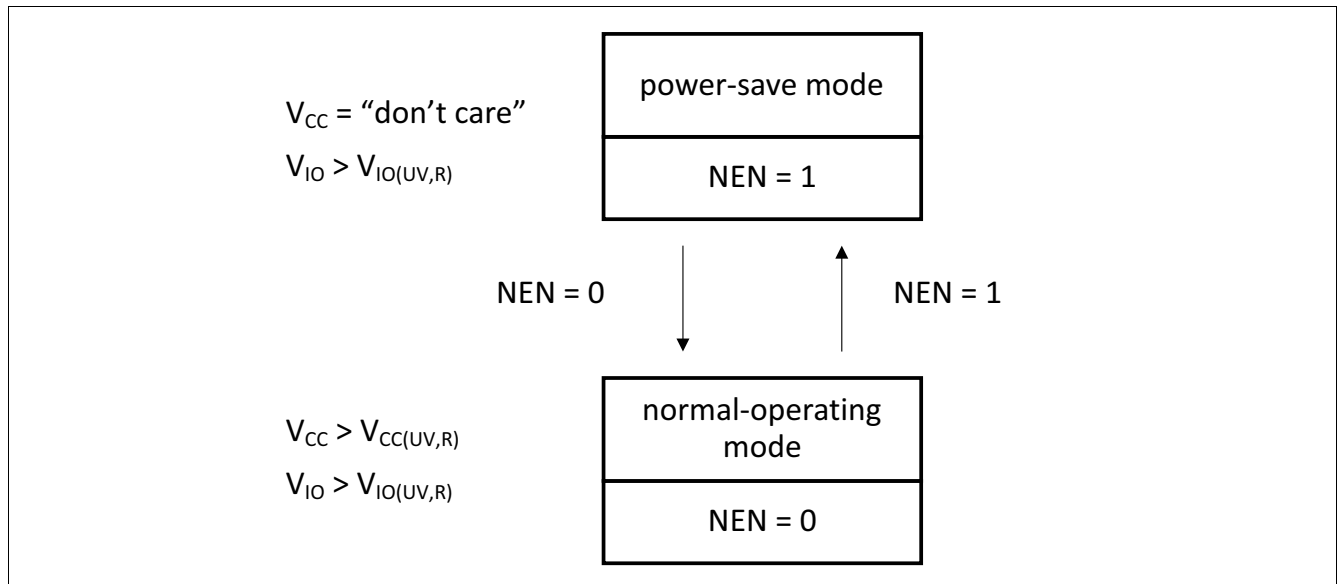 power-save mode
V_CC = “don’t care”
V_IO > V_IO(UV,R)
NEN = 1
NEN = 0
NEN = 1
normal-operating
mode
V_CC > V_CC(UV,R)
V_IO > V_IO(UV,R)
NEN = 0